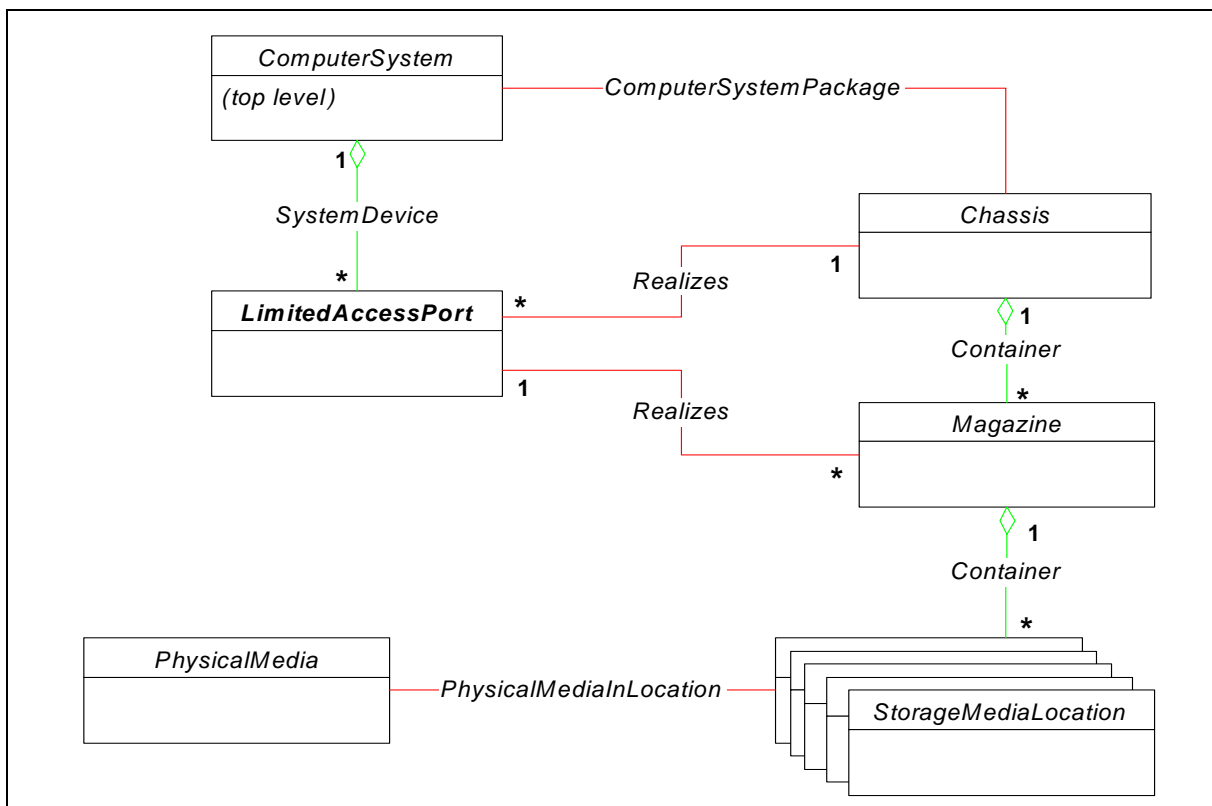 ComputerSystem
(top level)
ComputerSystemPackage
1
SystemDevice
*
Chassis
1
Realizes
*
LimitedAccessPort
1
Container
*
1
Realizes
*
Magazine
1
Container
*
PhysicalMedia
PhysicalMediaInLocation
StorageMediaLocation